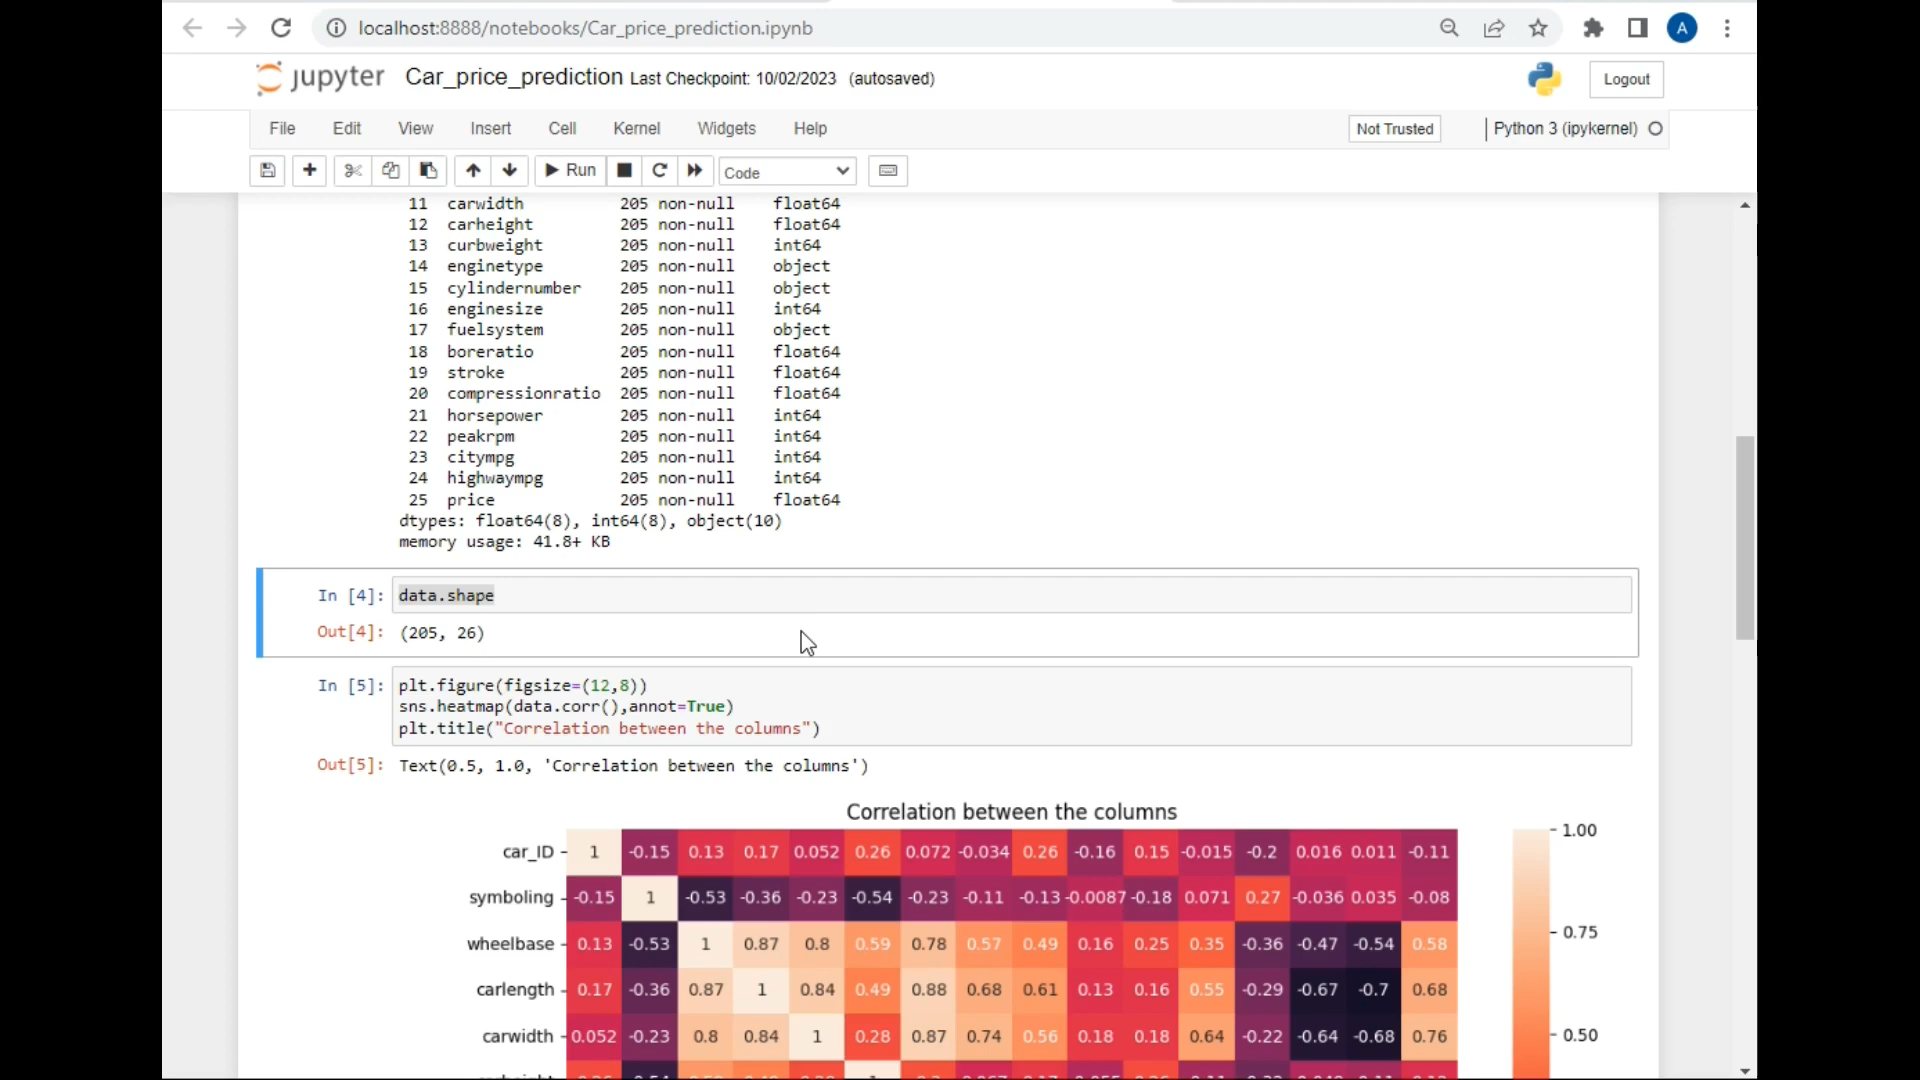 localhost:8888/notebooks/Car_price_prediction.ipynb
A
jupyter Car_price_prediction Last Checkpoint: 10/02/2023 (autosaved)
Logout
File Edit View Insert Cell Kernel Widgets Help
Not Trusted
Python 3 (ipykernel)
Run
Code
11 carwidth 205 non-null float64
12 carheight 205 non-null float64
13 curbweight 205 non-null int64
14 enginetype 205 non-null object
15 cylindernumber 205 non-null object
16 enginesize 205 non-null int64
17 fuelsystem 205 non-null object
18 boreratio 205 non-null float64
19 stroke 205 non-null float64
20 compressionratio 205 non-null float64
21 horsepower 205 non-null int64
22 peakrpm 205 non-null int64
23 citympg 205 non-null int64
24 highwaympg 205 non-null int64
25 price 205 non-null float64
dtypes: float64(8), int64(8), object(10)
memory usage: 41.8+ KB
In [4]: data.shape
Out[4]: (205, 26)
In [5]: plt.figure(figsize=(12,8))
sns.heatmap(data.corr(),annot=True)
plt.title("Correlation between the columns")
Out[5]: Text(0.5, 1.0, 'Correlation between the columns')
Correlation between the columns
car_ID 1 -0.15 0.13 0.17 0.052 0.26 0.072 -0.034 0.26 -0.16 0.15 -0.015 -0.2 0.016 0.011 -0.11
symboling -0.15 1 -0.53 -0.36 -0.23 -0.54 -0.23 -0.11 -0.13 -0.0087 -0.18 0.071 0.27 -0.036 0.035 -0.08
wheelbase 0.13 -0.53 1 0.87 0.8 0.59 0.78 0.57 0.49 0.16 0.25 0.35 -0.36 -0.47 -0.54 0.58
carlength 0.17 -0.36 0.87 1 0.84 0.49 0.88 0.68 0.61 0.13 0.16 0.55 -0.29 -0.67 -0.7 0.68
carwidth 0.052 -0.23 0.8 0.84 1 0.28 0.87 0.74 0.56 0.18 0.18 0.64 -0.22 -0.64 -0.68 0.76
1.00
0.75
0.50